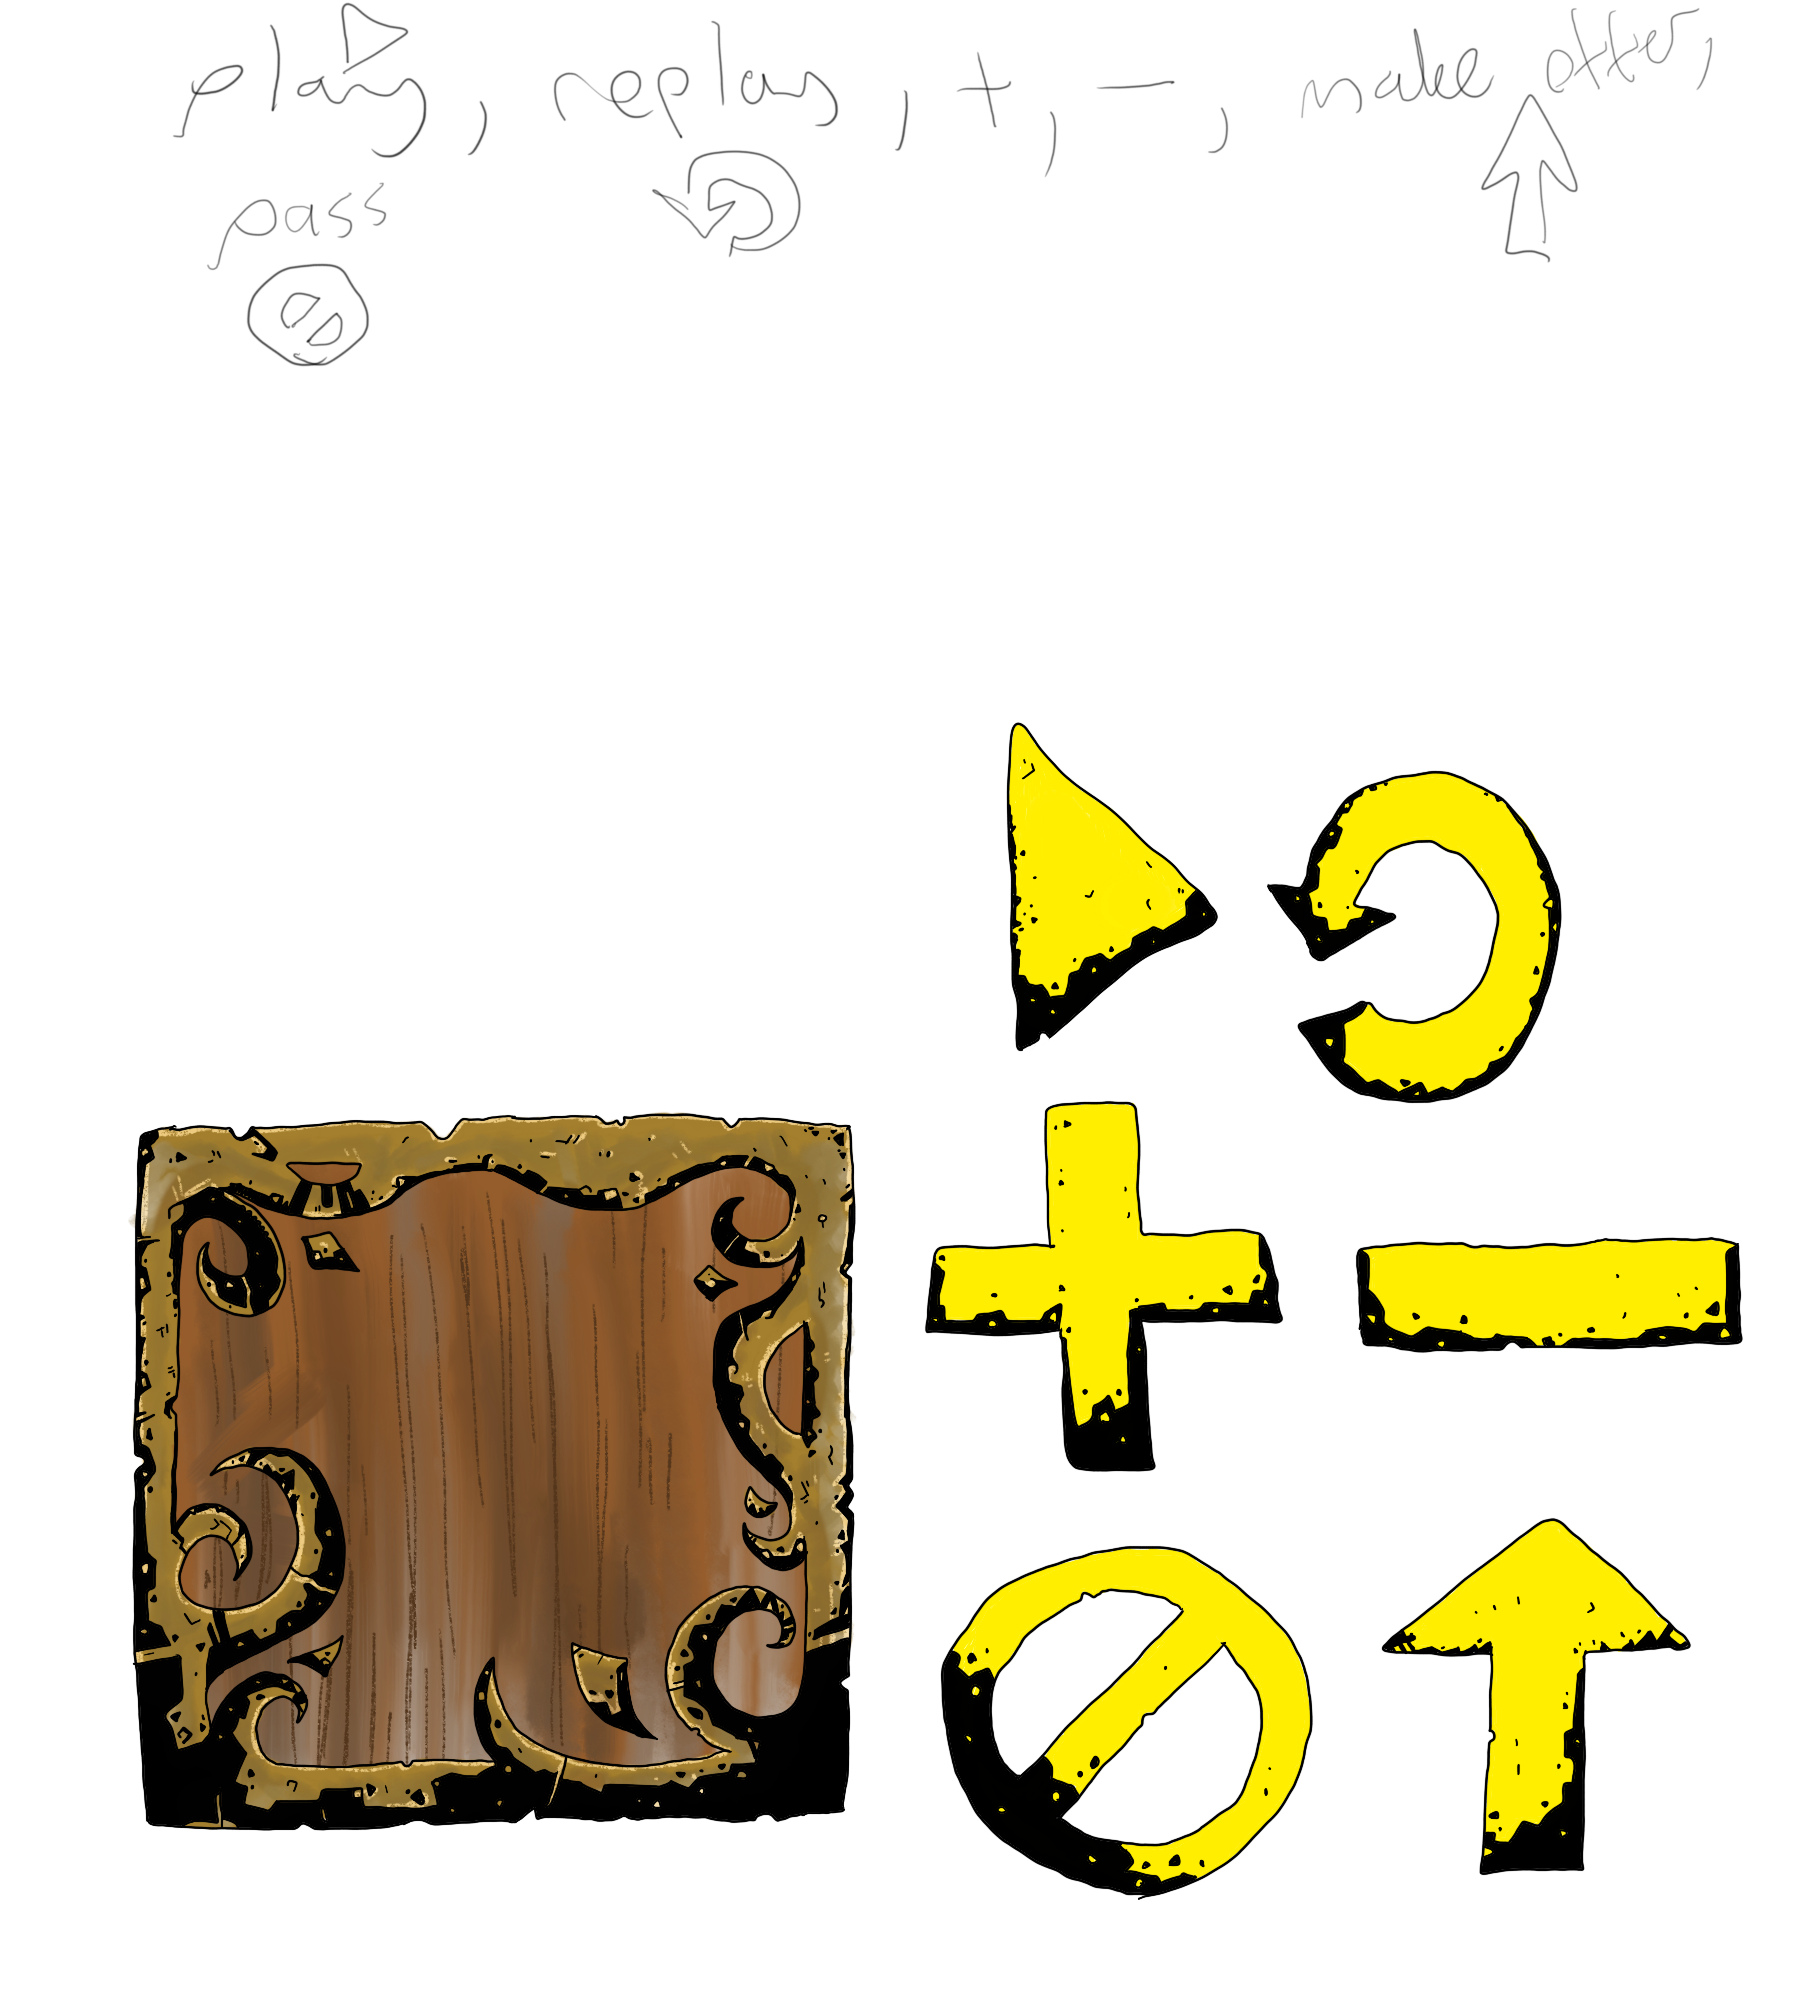 play, replay, +, -, make offer,
pass